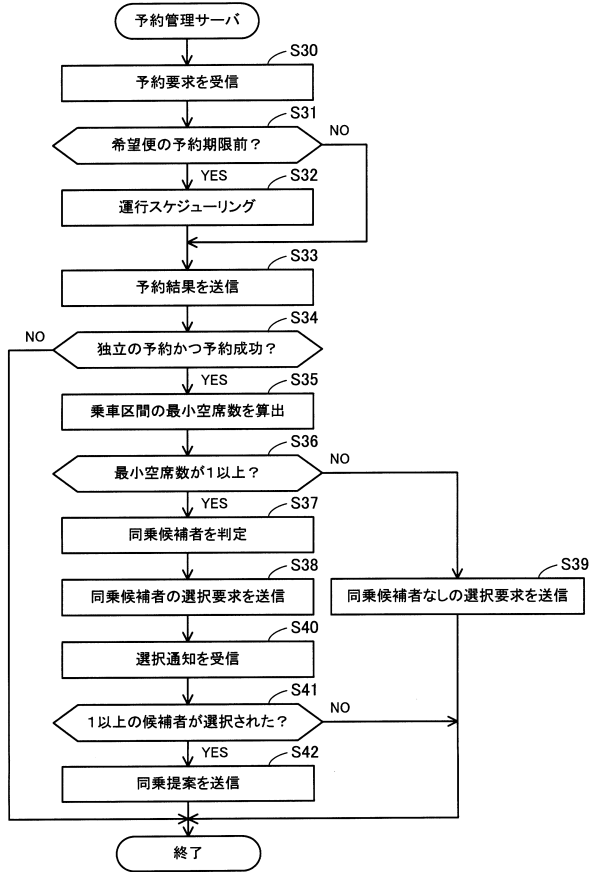 予約管理サーバ
S30
予約要求を受信
S31
希望便の予約期限前？
NO
YES
S32
運行スケジューリング
S33
予約結果を送信
S34
NO
独立の予約かつ予約成功？
YES
S35
乗車区間の最小空席数を算出
S36
最小空席数が１以上？
NO
YES
S37
同乗候補者を判定
S38
同乗候補者の選択要求を送信
S39
同乗候補者なしの選択要求を送信
S40
選択通知を受信
S41
１以上の候補者が選択された？
NO
YES
S42
同乗提案を送信
終了